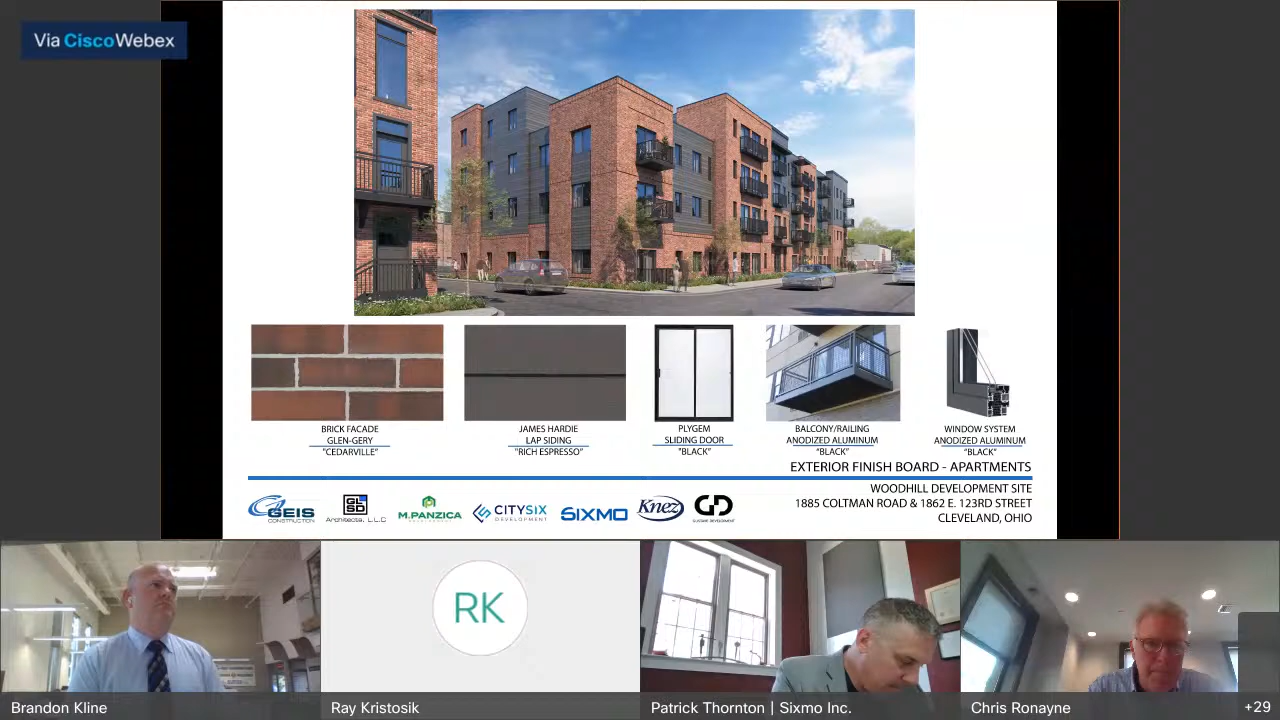 Via CiscoWebex
BRICK FACADE
GLEN-GERY
"CEDARVILLE"
JAMES HARDIE
LAP SIDING
"RICH ESPRESSO"
PLYGEM
SLIDING DOOR
"BLACK"
BALCONY/RAILING
ANODIZED ALUMINUM
"BLACK"
WINDOW SYSTEM
ANODIZED ALUMINUM
"BLACK"
EXTERIOR FINISH BOARD - APARTMENTS
WOODHILL DEVELOPMENT SITE
1885 COLTMAN ROAD & 1862 E. 123RD STREET
CLEVELAND, OHIO
GEIS
CONSTRUCTION
GLSD
Architects, L.L.C
M.PANZICA
CITYSIX
DEVELOPMENT
SIXMO
Knez
GD
RK
Brandon Kline
Ray Kristosik
Patrick Thornton | Sixmo Inc.
Chris Ronayne
+29